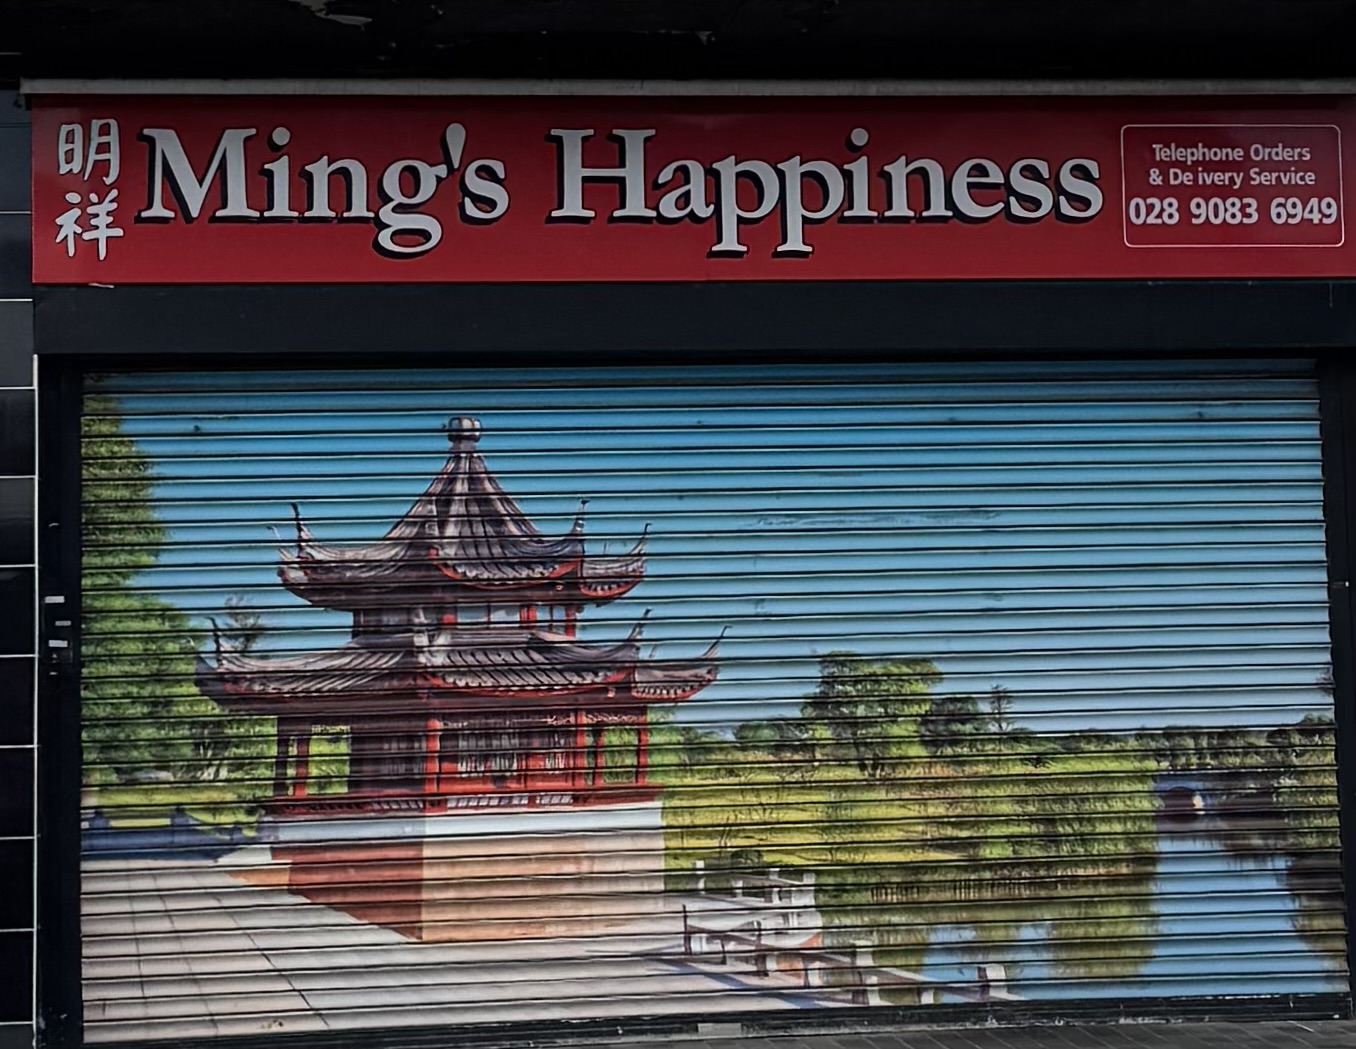 明祥
Ming's Happiness
Telephone Orders
& De ivery Service
028 9083 6949